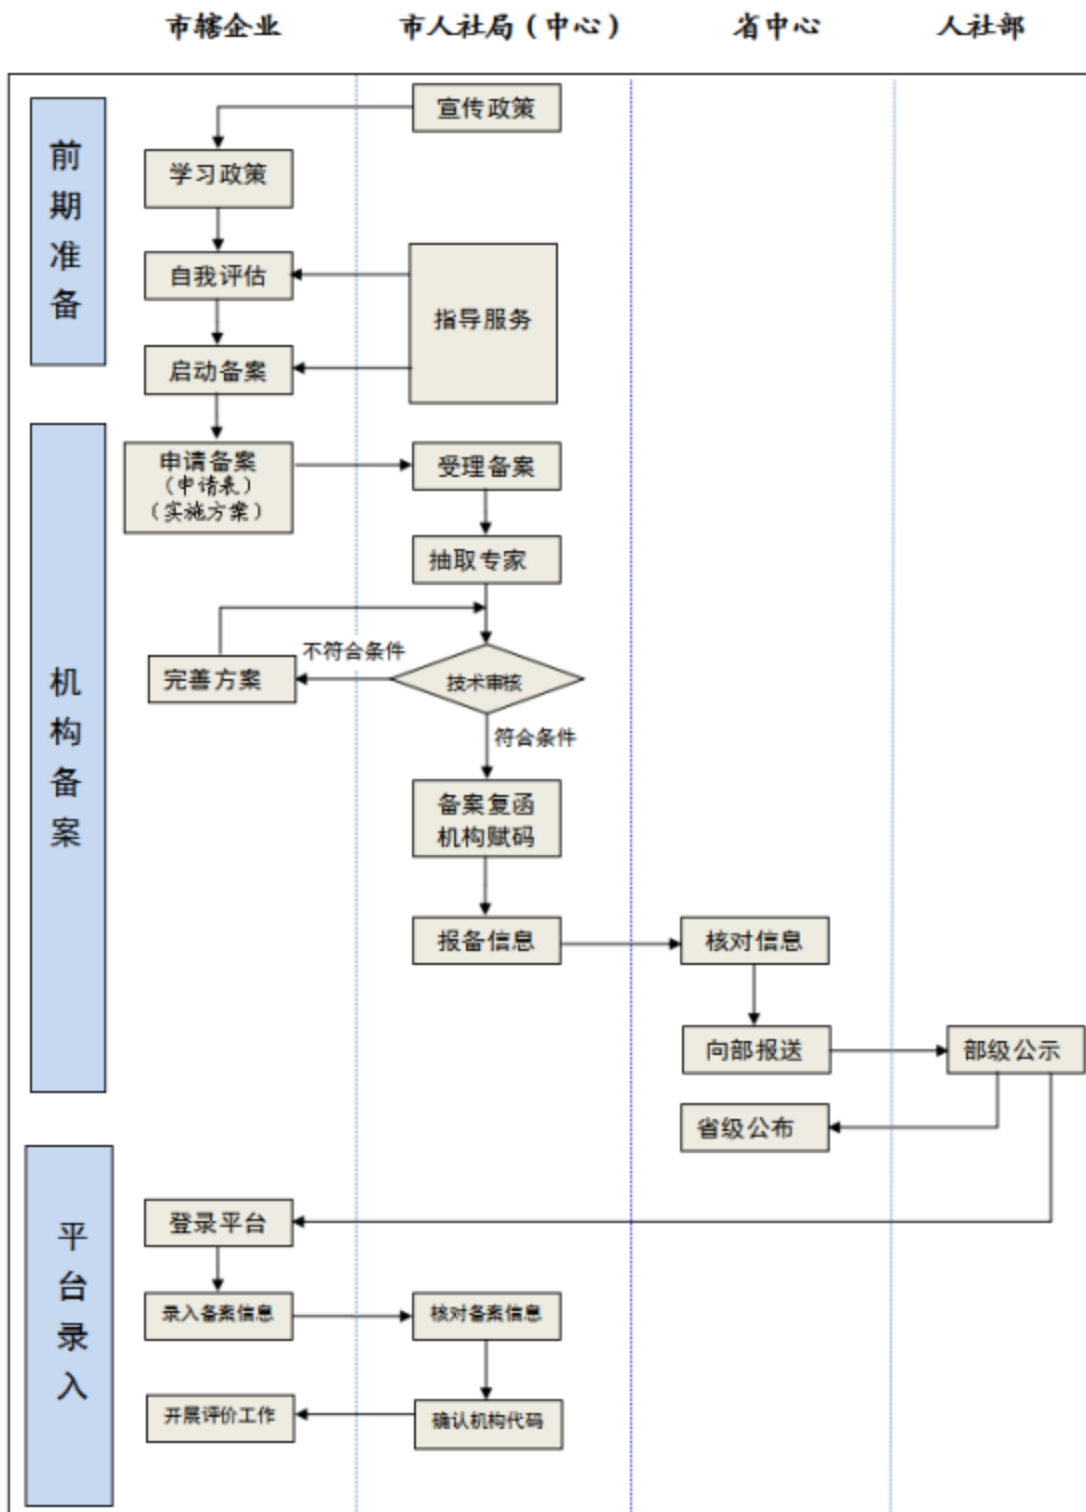 市辖企业
市人社局（中心）
省中心
人社部
前期准备
宣传政策
学习政策
自我评估
指导服务
启动备案
机构备案
申请备案
（申请表）
（实施方案）
受理备案
抽取专家
不符合条件
完善方案
技术审核
符合条件
备案复函
机构赋码
报备信息
核对信息
向部报送
部级公示
省级公布
平台录入
登录平台
录入备案信息
核对备案信息
开展评价工作
确认机构代码